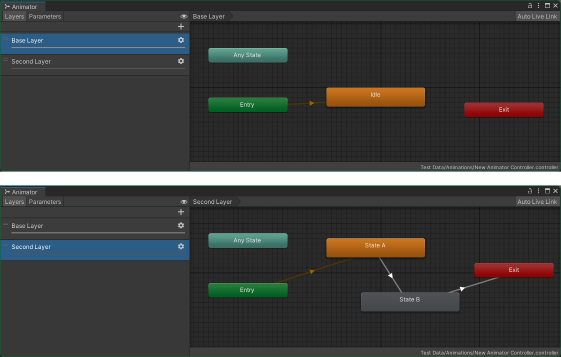 Animator
Layers Parameters
Base Layer
Auto Live Link
Base Layer
Second Layer
Any State
Entry
Idle
Exit
Test Data/Animations/New Animator Controller.controller
Animator
Layers Parameters
Second Layer
Auto Live Link
Base Layer
Second Layer
Any State
State A
Entry
Exit
State B
Test Data/Animations/New Animator Controller.controller